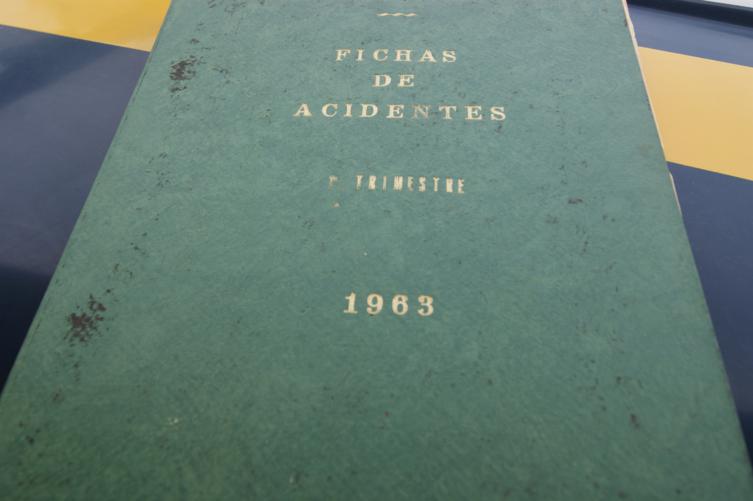 FICHAS
DE
ACIDENTES
TRIMESTRE
1963